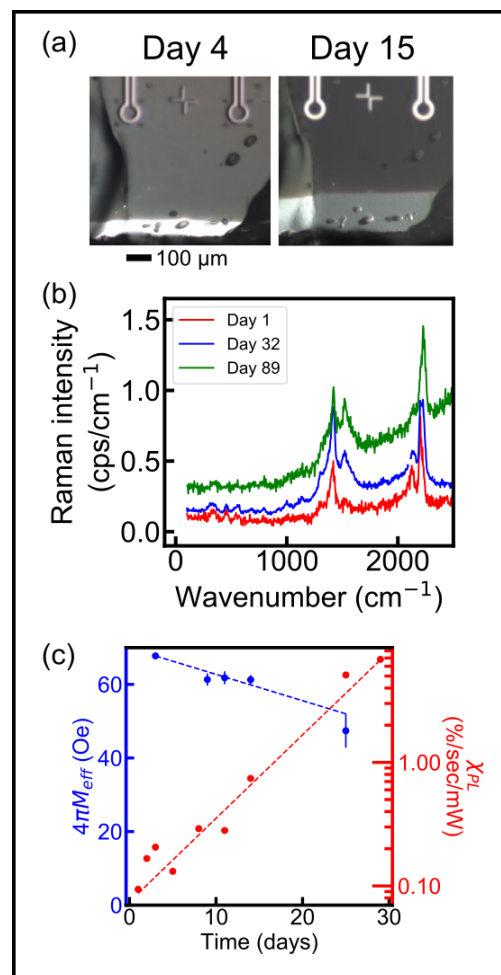 (a)
Day 4 Day 15
100 μm
(b)
Raman intensity
(cps/cm⁻¹)
1.5
1.0
0.5
0.0
Day 1
Day 32
Day 89
1000 2000
Wavenumber (cm⁻¹)
(c)
4πM_eff (Oe)
60
40
20
0
0 10 20 30
Time (days)
1.00
0.10
χ_PL
(%/sec/mW)